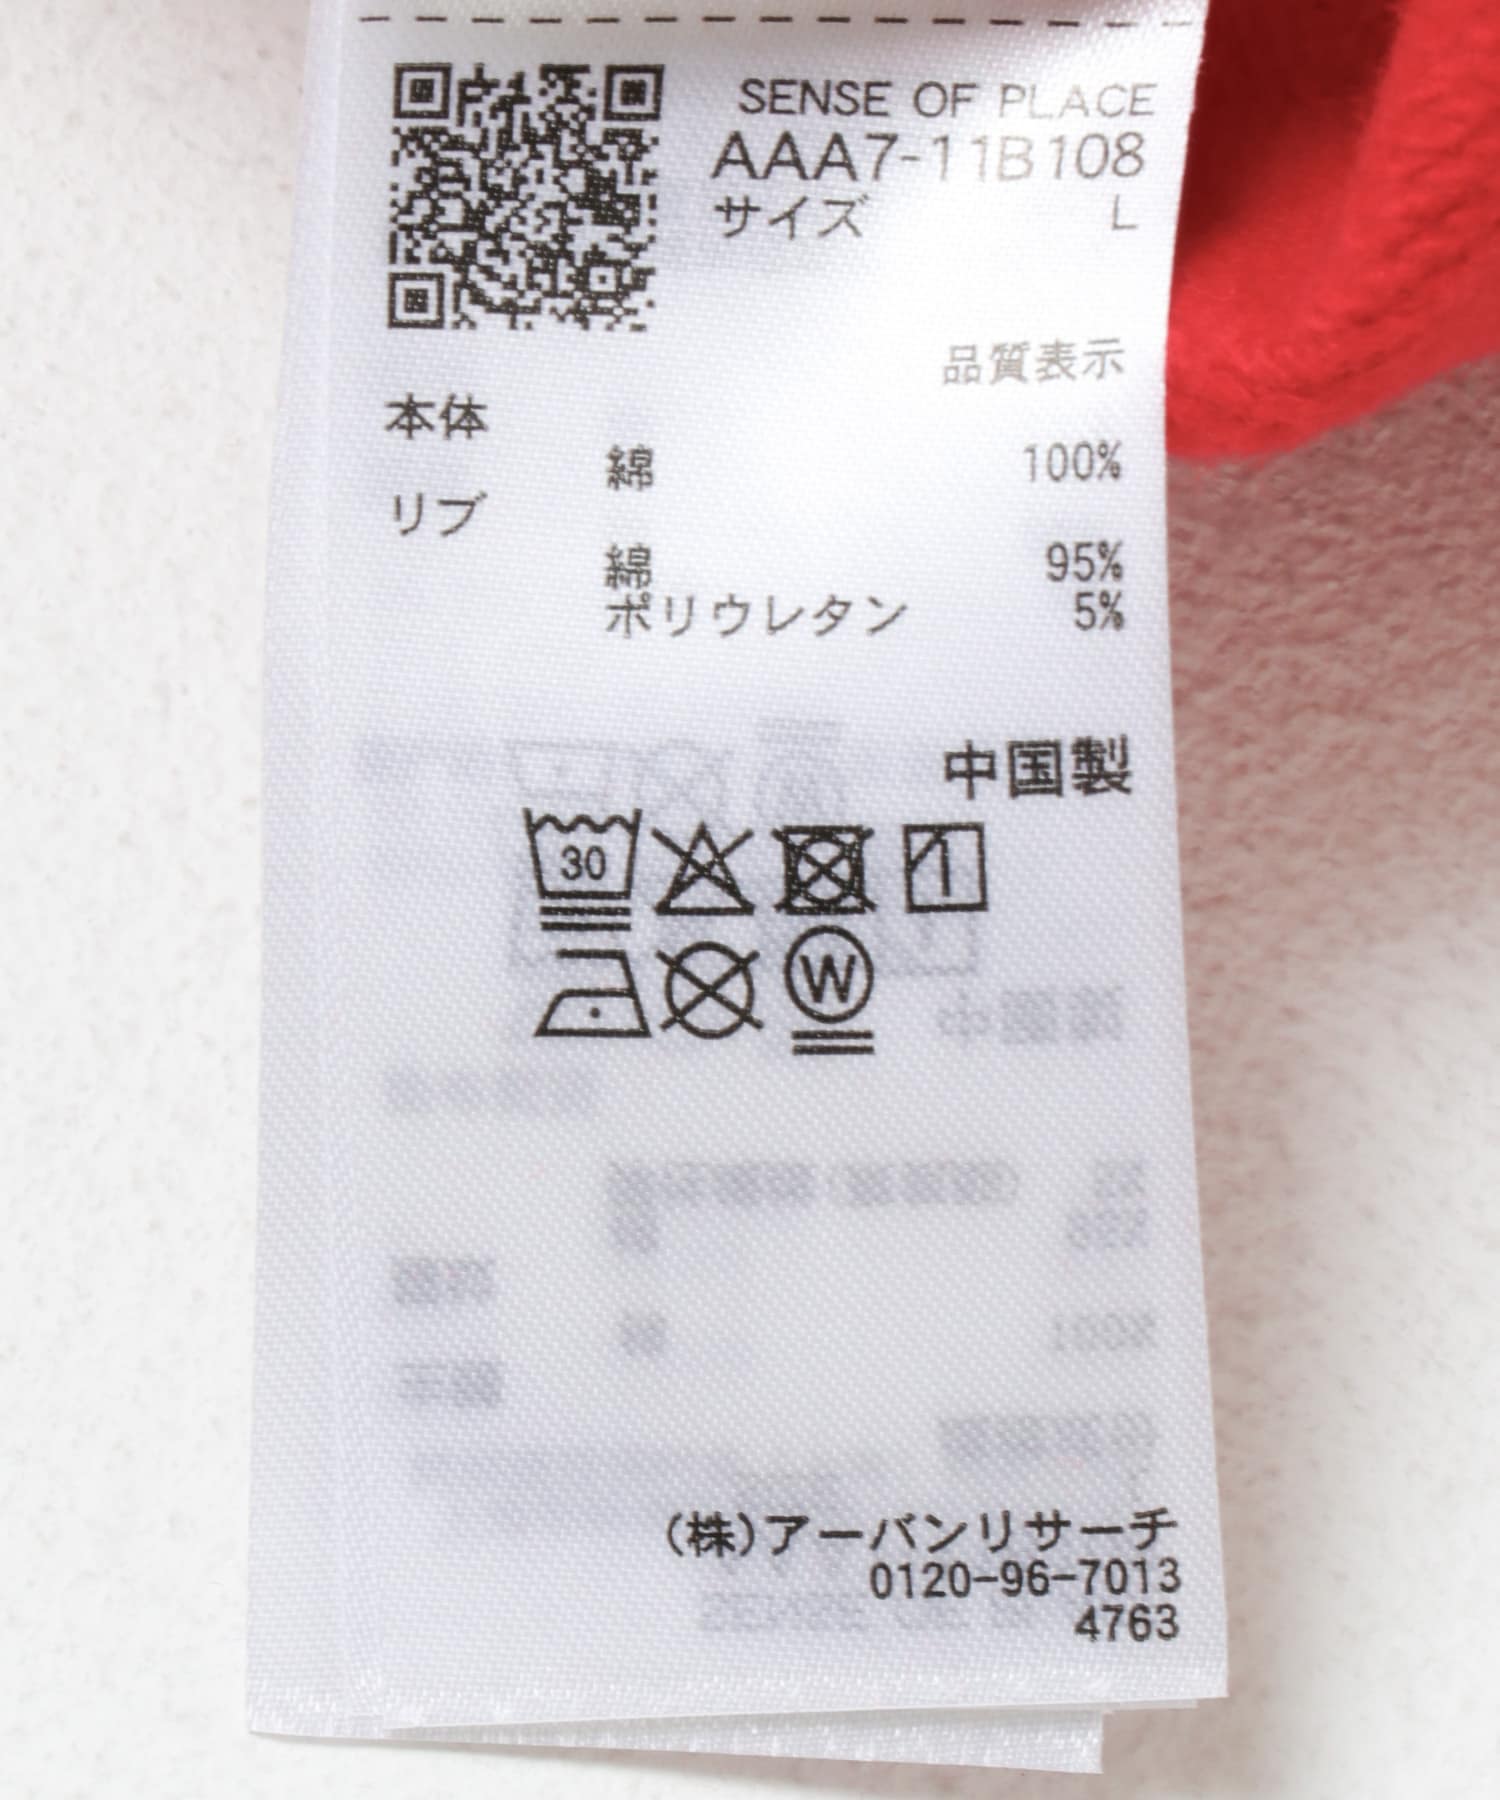 SENSE OF PLACE
AAA7-11B108
サイズ L
品質表示
本体
綿 100%
リブ
綿 95%
ポリウレタン 5%
中国製
30
1
W
(株)アーバンリサーチ
0120-96-7013
4763